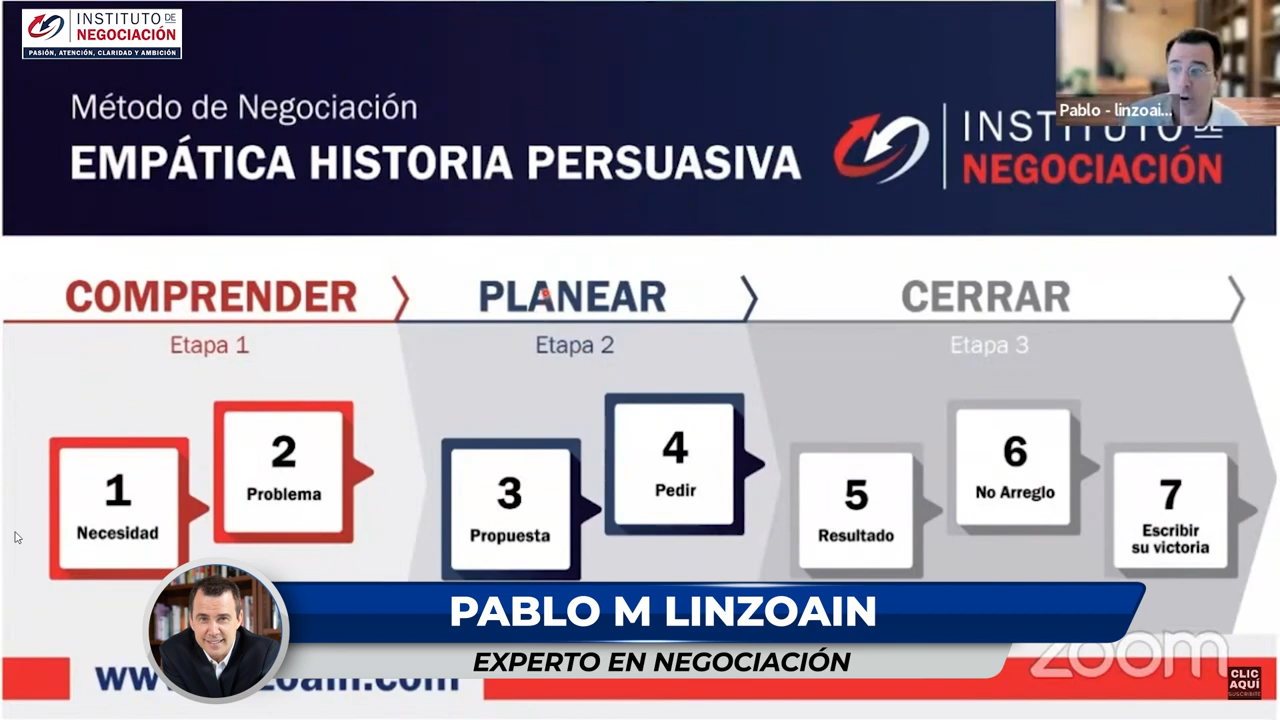 INSTITUTO DE
NEGOCIACIÓN
PASIÓN, ATENCIÓN, CLARIDAD Y AMBICIÓN
Método de Negociación
EMPÁTICA HISTORIA PERSUASIVA
Pablo - linzoai...
INSTITUTO DE
NEGOCIACIÓN
COMPRENDER
PLANEAR
CERRAR
Etapa 1
Etapa 2
Etapa 3
1
Necesidad
2
Problema
3
Propuesta
4
Pedir
5
Resultado
6
No Arreglo
7
Escribir
su victoria
PABLO M LINZOAIN
EXPERTO EN NEGOCIACIÓN
zoom
CLIC
AQUÍ
SUSCRIBITE